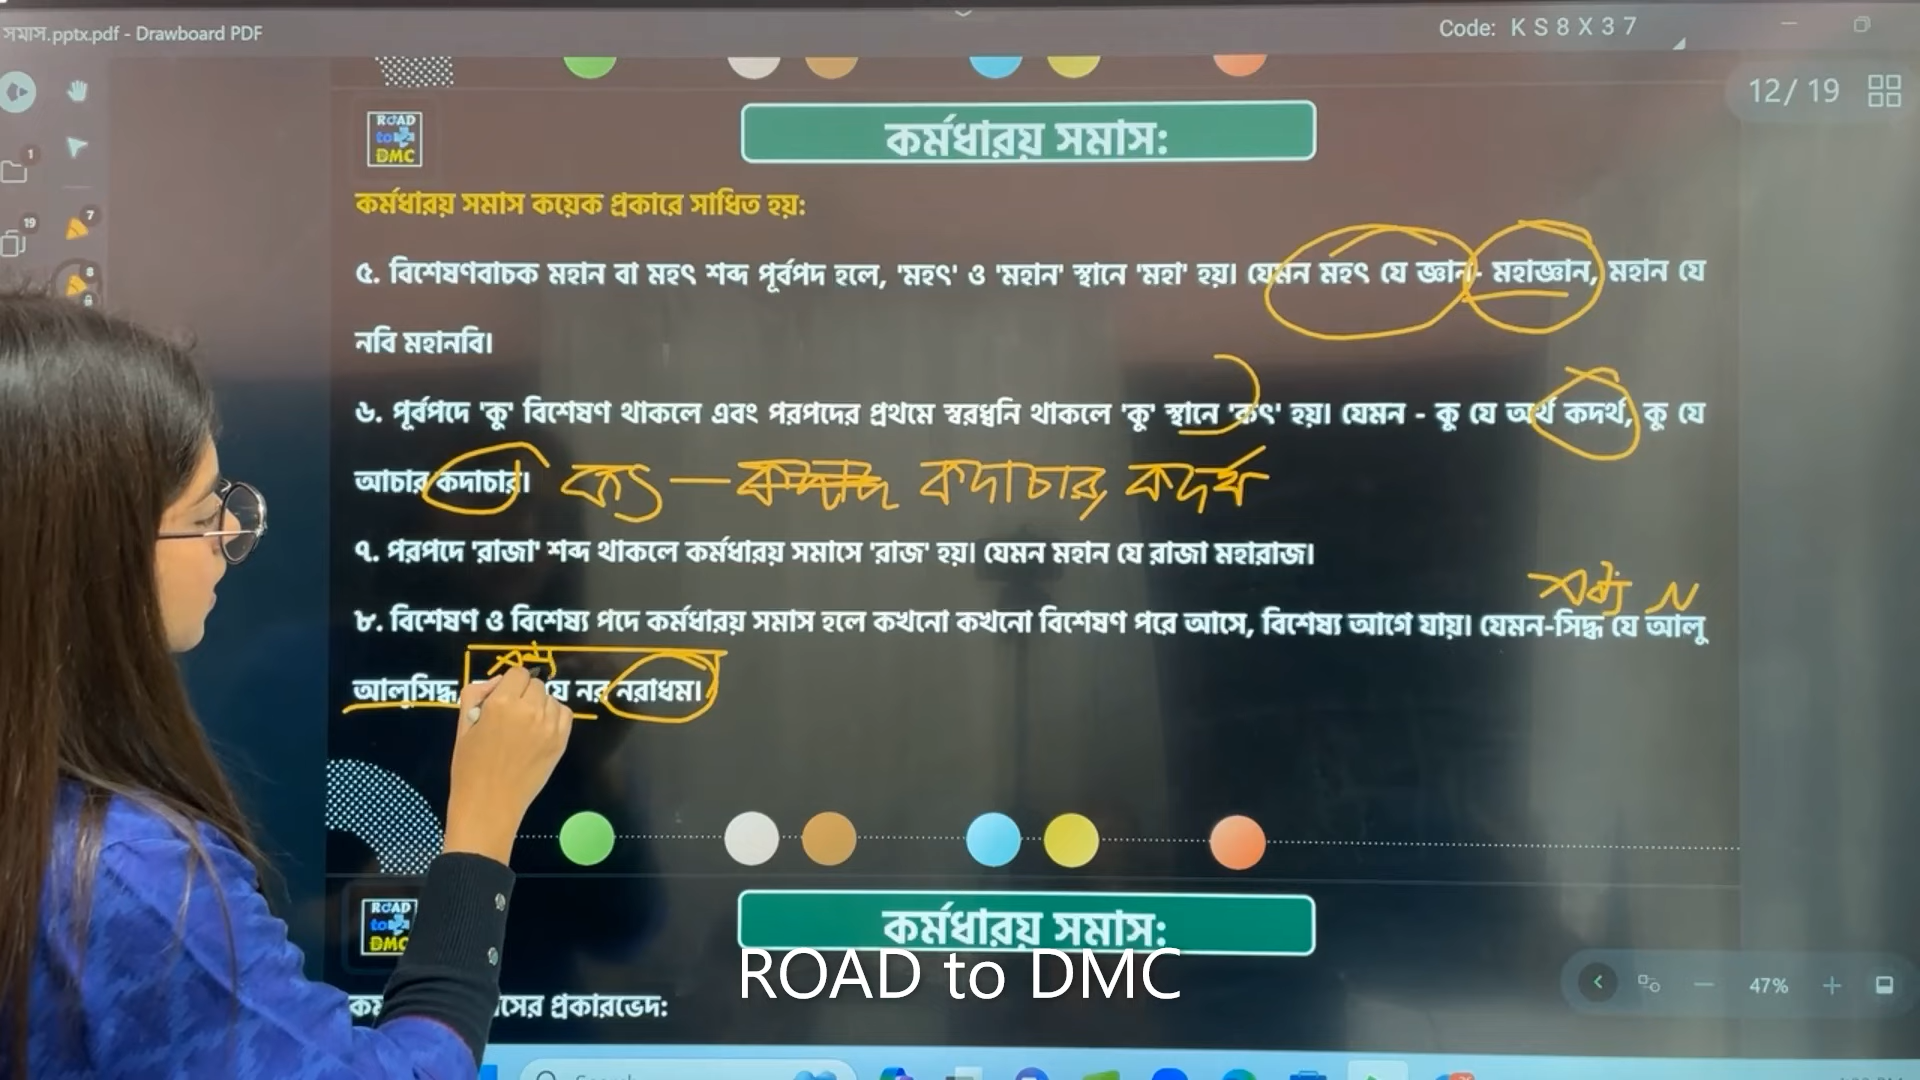 সমাস.pptx.pdf - Drawboard PDF
Code: KS8X37
12/ 19
1
19
7
8
ROAD
to
DMC
কর্মধারয় সমাস:
কর্মধারয় সমাস কয়েক প্রকারে সাধিত হয়:
৫. বিশেষণবাচক মহান বা মহৎ শব্দ পূর্বপদ হলে, 'মহৎ' ও 'মহান' স্থানে 'মহা' হয়। যেমন মহৎ যে জ্ঞান- মহাজ্ঞান, মহান যে
নবি মহানবি।
৬. পূর্বপদে 'কু' বিশেষণ থাকলে এবং পরপদের প্রথমে স্বরধ্বনি থাকলে 'কু' স্থানে 'কৎ' হয়। যেমন - কু যে অর্থ কদর্থ, কু যে
আচার কদাচার। — কদাচার, কদর্থ
৭. পরপদে 'রাজা' শব্দ থাকলে কর্মধারয় সমাসে 'রাজ' হয়। যেমন মহান যে রাজা মহারাজ।
N
৮. বিশেষণ ও বিশেষ্য পদে কর্মধারয় সমাস হলে কখনো কখনো বিশেষণ পরে আসে, বিশেষ্য আগে যায়। যেমন-সিদ্ধ যে আলু
আলুসিদ্ধ, যে নর নরাধম।
ROAD
to
DMC
কর্মধারয় সমাস:
ROAD to DMC
সের প্রকারভেদ:
47%